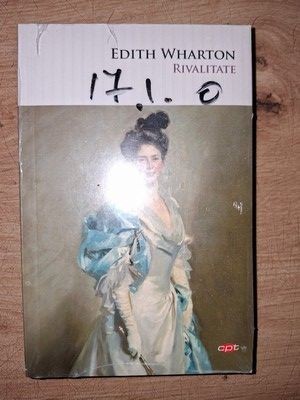 EDITH WHARTON
RIVALITATE
17.1.0
cpt